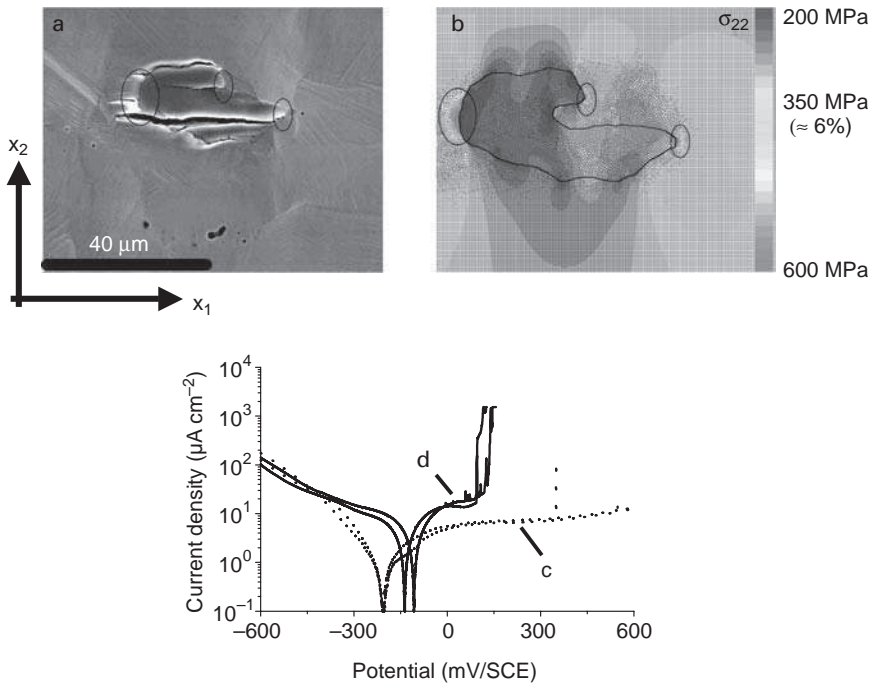 a
40 μm
x2
x1
b
σ22
200 MPa
350 MPa
(≈ 6%)
600 MPa
Current density (μA cm–2)
10^4
10^3
10^2
10^1
10^0
10^–1
d
c
–600
–300
0
300
600
Potential (mV/SCE)